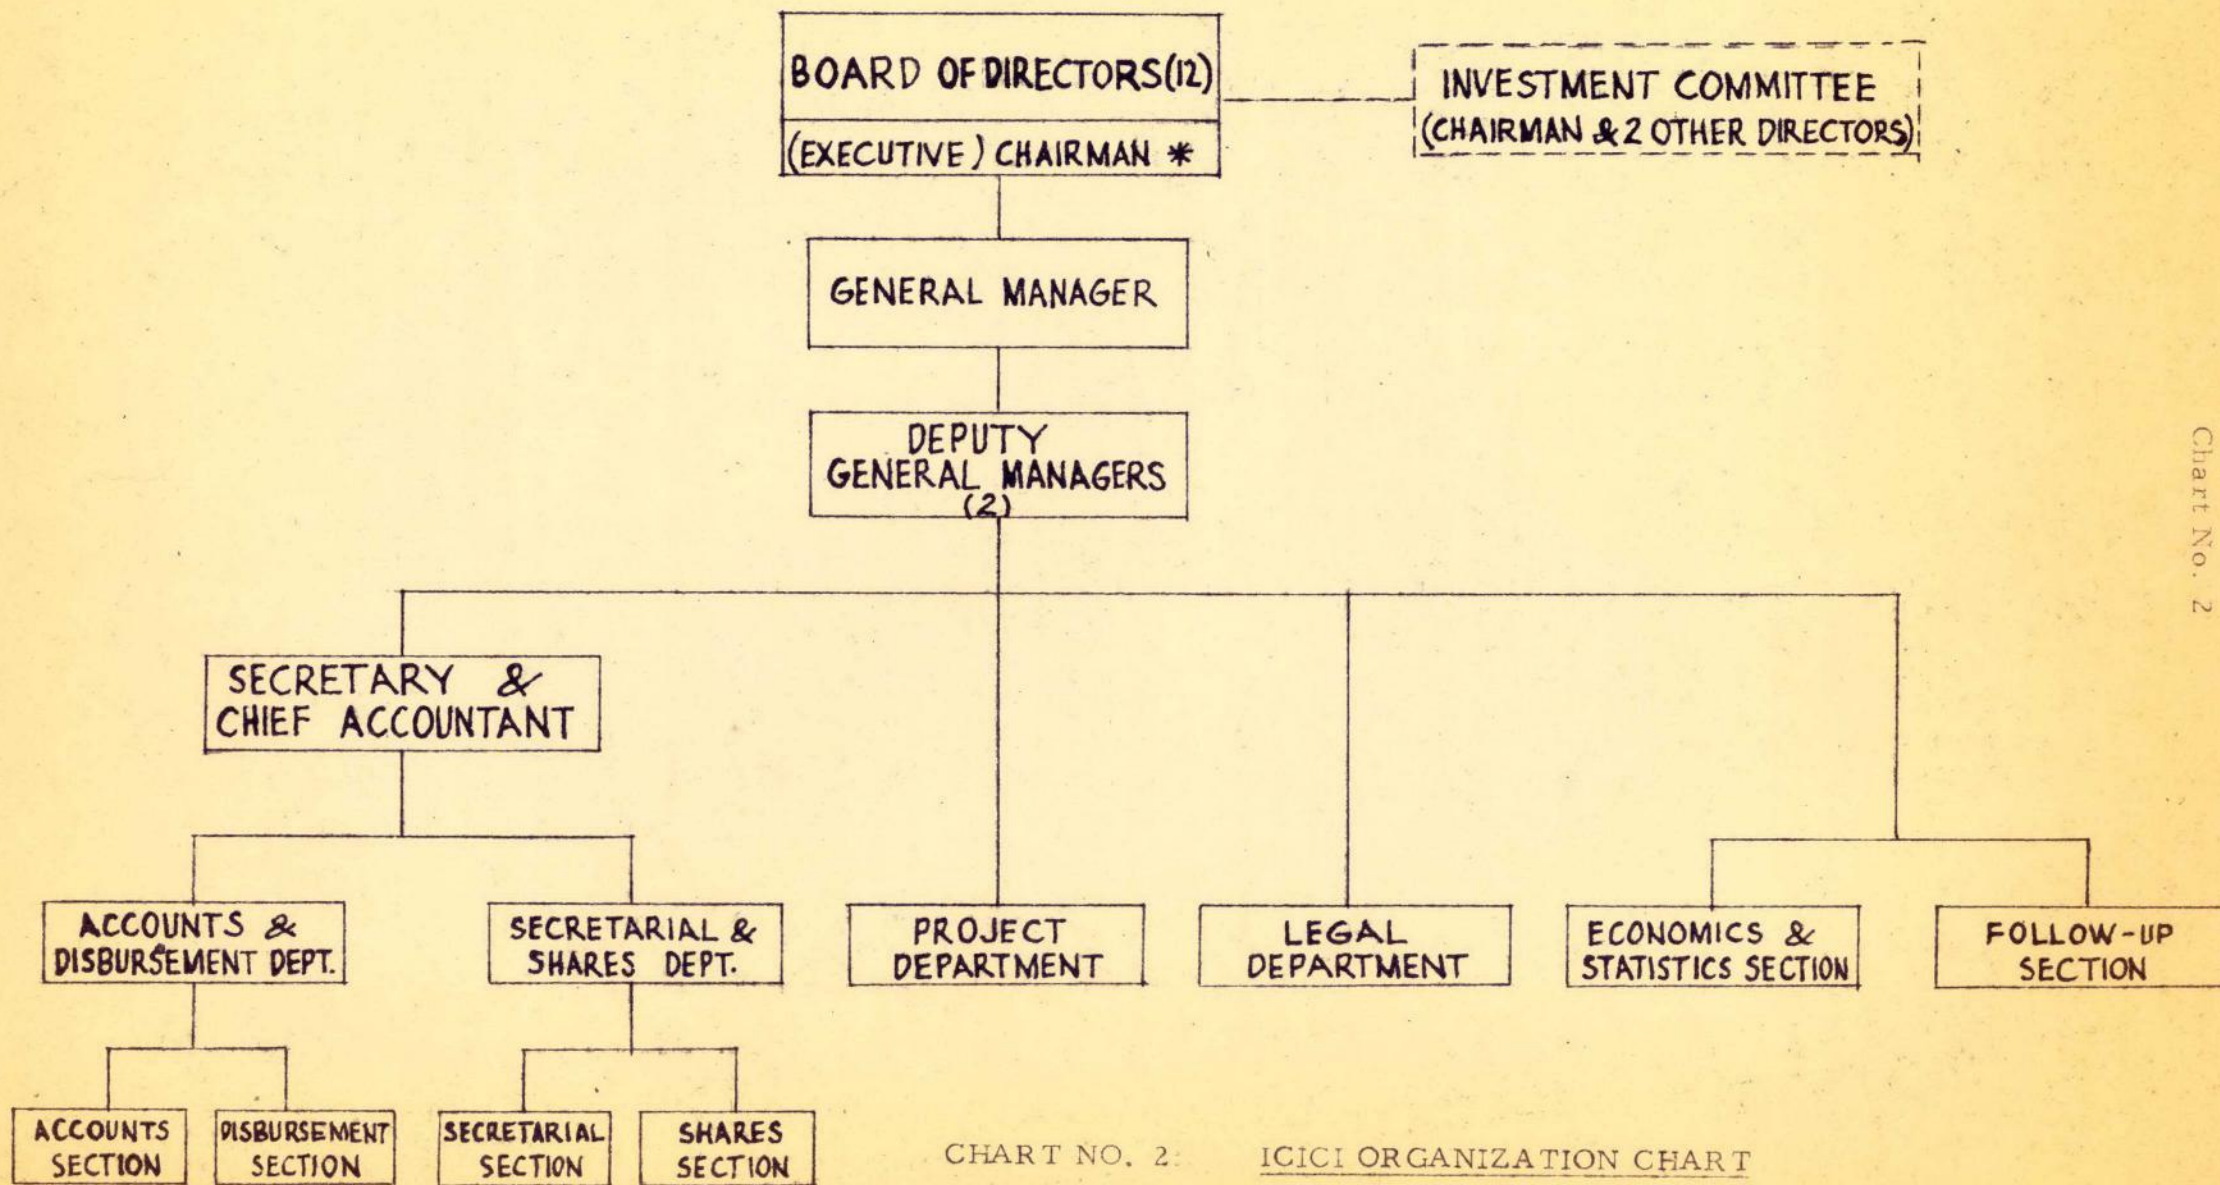 BOARD OF DIRECTORS(12)
(EXECUTIVE) CHAIRMAN *
INVESTMENT COMMITTEE
(CHAIRMAN & 2 OTHER DIRECTORS)
GENERAL MANAGER
DEPUTY
GENERAL MANAGERS
(2)
Chart No. 2
SECRETARY &
CHIEF ACCOUNTANT
ACCOUNTS &
DISBURSEMENT DEPT.
SECRETARIAL &
SHARES DEPT.
PROJECT
DEPARTMENT
LEGAL
DEPARTMENT
ECONOMICS &
STATISTICS SECTION
FOLLOW-UP
SECTION
ACCOUNTS
SECTION
DISBURSEMENT
SECTION
SECRETARIAL
SECTION
SHARES
SECTION
CHART NO. 2: ICICI ORGANIZATION CHART